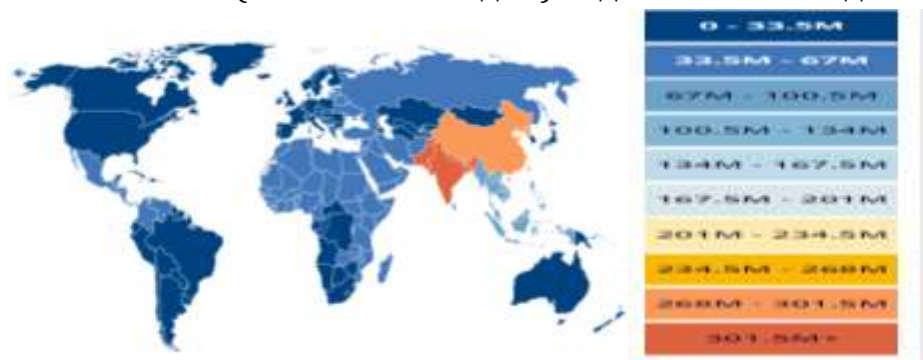 0 - 33.5M
33.5M - 67M
67M - 100.5M
100.5M - 134M
134M - 167.5M
167.5M - 201M
201M - 234.5M
234.5M - 268M
268M - 301.5M
301.5M+